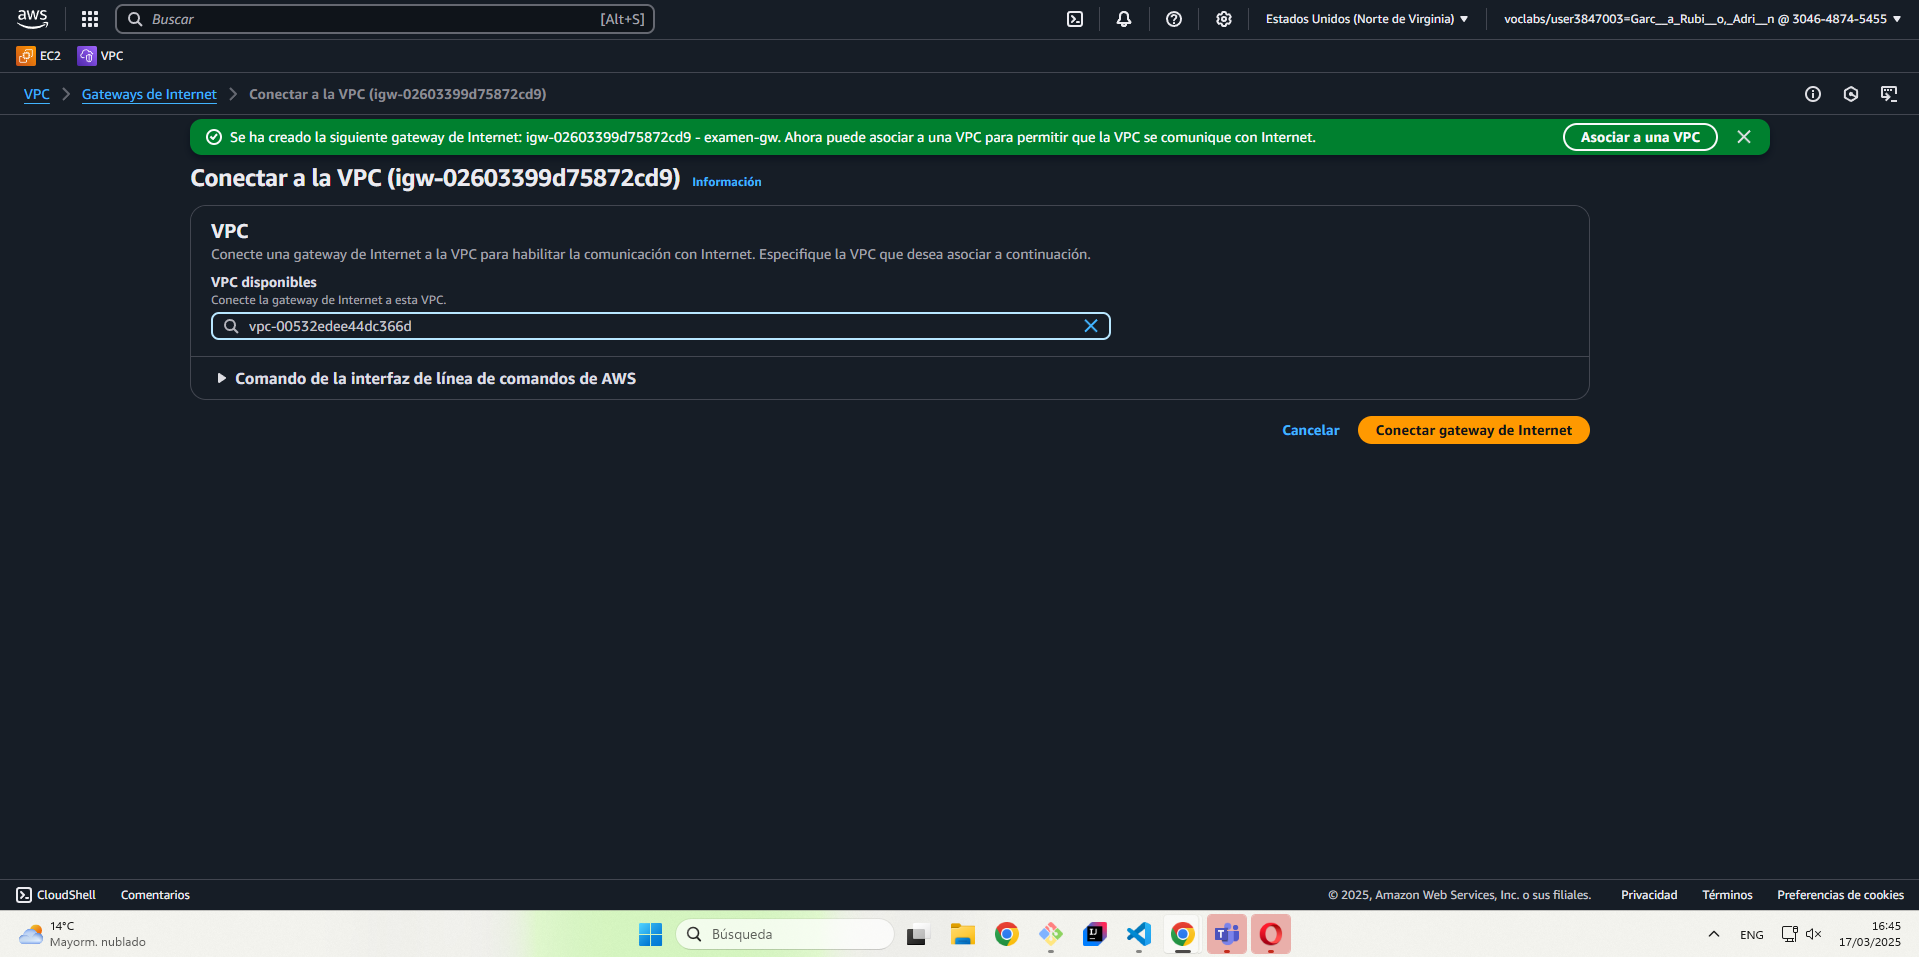 aws
Buscar
[Alt+S]
Estados Unidos (Norte de Virginia)
voclabs/user3847003=Garc__a_Rubi__o,_Adri__n @ 3046-4874-5455
EC2
VPC
VPC
Gateways de Internet
Conectar a la VPC (igw-02603399d75872cd9)
Se ha creado la siguiente gateway de Internet: igw-02603399d75872cd9 - examen-gw. Ahora puede asociar a una VPC para permitir que la VPC se comunique con Internet.
Asociar a una VPC
Conectar a la VPC (igw-02603399d75872cd9)
Información
VPC
Conecte una gateway de Internet a la VPC para habilitar la comunicación con Internet. Especifique la VPC que desea asociar a continuación.
VPC disponibles
Conecte la gateway de Internet a esta VPC.
vpc-00532edee44dc366d
Comando de la interfaz de línea de comandos de AWS
Cancelar
Conectar gateway de Internet
CloudShell
Comentarios
© 2025, Amazon Web Services, Inc. o sus filiales.
Privacidad
Términos
Preferencias de cookies
14°C
Mayorm. nublado
Búsqueda
ENG
16:45
17/03/2025